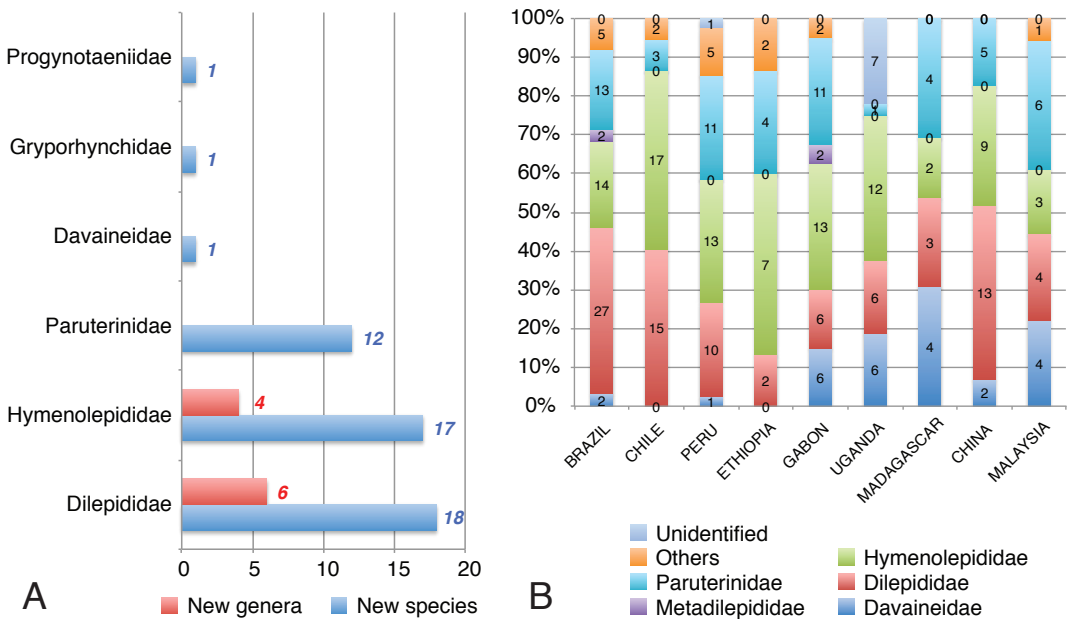 A
Progynotaeniidae 1
Gryporhynchidae 1
Davaineidae 1
Paruterinidae 12
Hymenolepididae 4 17
Dilepididae 6 18
0 5 10 15 20
New genera New species
A
100%
90%
80%
70%
60%
50%
40%
30%
20%
10%
0%
0 5 13 2 14 27 2
0 2 3 0 17 15 0
1 5 11 0 13 10 1
0 2 4 0 7 2 0
0 2 11 2 13 6 6
7 0 1 0 12 6 6
0 4 0 2 3 4
0 5 0 9 13 2
0 1 6 0 3 4 4
BRAZIL
CHILE
PERU
ETHIOPIA
GABON
UGANDA
MADAGASCAR
CHINA
MALAYSIA
Unidentified
Others Hymenolepididae
Paruterinidae Dilepididae
Metadilepididae Davaineidae
B